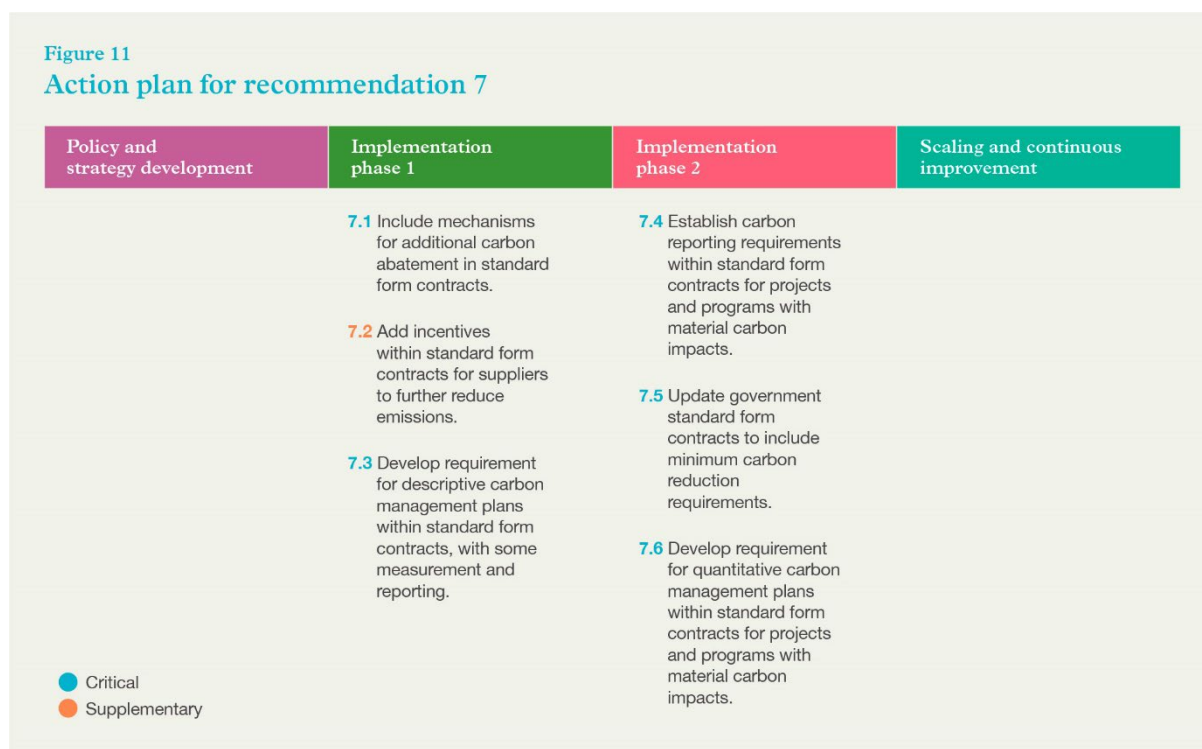 Figure 11
Action plan for recommendation 7
Policy and
strategy development
Implementation
phase 1
Implementation
phase 2
Scaling and continuous
improvement
7.1 Include mechanisms
for additional carbon
abatement in standard
form contracts.
7.2 Add incentives
within standard form
contracts for suppliers
to further reduce
emissions.
7.3 Develop requirement
for descriptive carbon
management plans
within standard form
contracts, with some
measurement and
reporting.
7.4 Establish carbon
reporting requirements
within standard form
contracts for projects
and programs with
material carbon
impacts.
7.5 Update government
standard form
contracts to include
minimum carbon
reduction
requirements.
7.6 Develop requirement
for quantitative carbon
management plans
within standard form
contracts for projects
and programs with
material carbon
impacts.
Critical
Supplementary